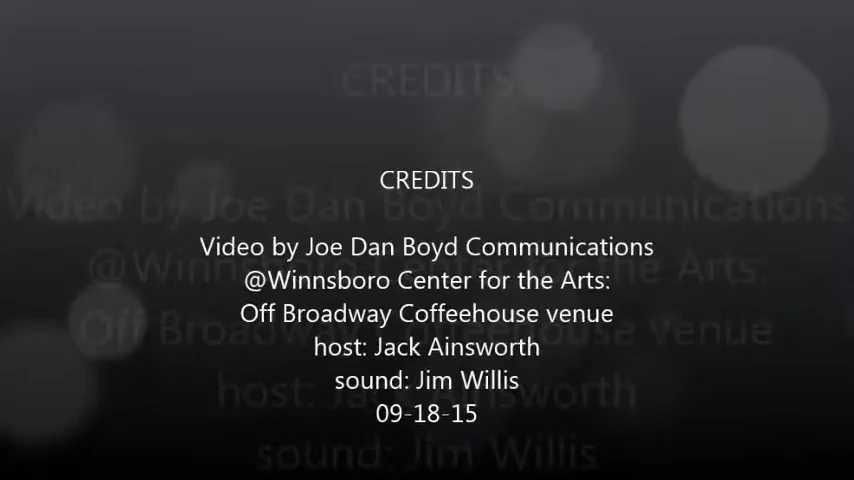 CREDITS
Video by Joe Dan Boyd Communications
@Winnsboro Center for the Arts:
Off Broadway Coffeehouse venue
host: Jack Ainsworth
sound: Jim Willis
09-18-15